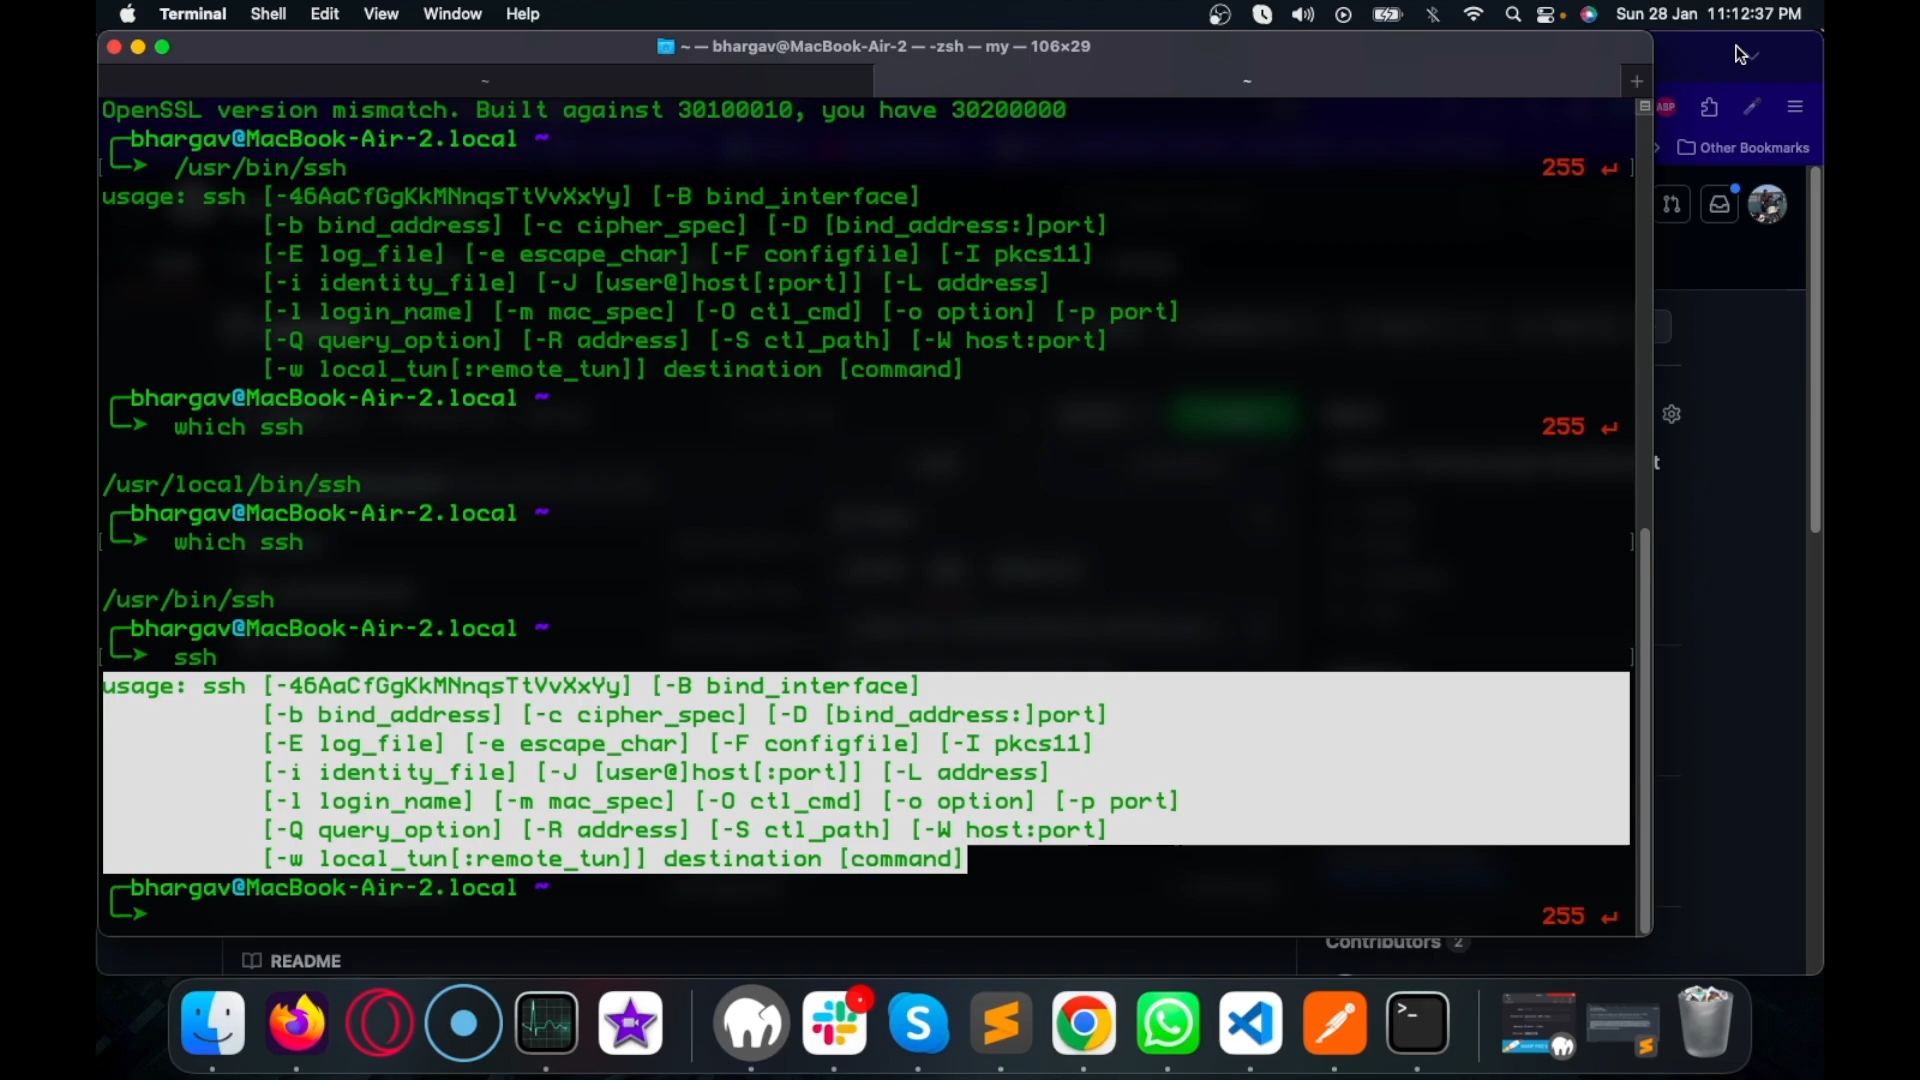 Terminal Shell Edit View Window Help Sun 28 Jan 11:12:37 PM
~ — bhargav@MacBook-Air-2 — -zsh — my — 106×29
~ ~ +
OpenSSL version mismatch. Built against 30100010, you have 30200000
bhargav@MacBook-Air-2.local ~
/usr/bin/ssh 255 ↵
usage: ssh [-46AaCfGgKkMNnqsTtVvXxYy] [-B bind_interface]
[-b bind_address] [-c cipher_spec] [-D [bind_address:]port]
[-E log_file] [-e escape_char] [-F configfile] [-I pkcs11]
[-i identity_file] [-J [user@]host[:port]] [-L address]
[-l login_name] [-m mac_spec] [-O ctl_cmd] [-o option] [-p port]
[-Q query_option] [-R address] [-S ctl_path] [-W host:port]
[-w local_tun[:remote_tun]] destination [command]
bhargav@MacBook-Air-2.local ~
which ssh 255 ↵
/usr/local/bin/ssh
bhargav@MacBook-Air-2.local ~
which ssh
/usr/bin/ssh
bhargav@MacBook-Air-2.local ~
ssh
usage: ssh [-46AaCfGgKkMNnqsTtVvXxYy] [-B bind_interface]
[-b bind_address] [-c cipher_spec] [-D [bind_address:]port]
[-E log_file] [-e escape_char] [-F configfile] [-I pkcs11]
[-i identity_file] [-J [user@]host[:port]] [-L address]
[-l login_name] [-m mac_spec] [-O ctl_cmd] [-o option] [-p port]
[-Q query_option] [-R address] [-S ctl_path] [-W host:port]
[-w local_tun[:remote_tun]] destination [command]
bhargav@MacBook-Air-2.local ~
255 ↵
ABP
Other Bookmarks
t
Contributors 2
README